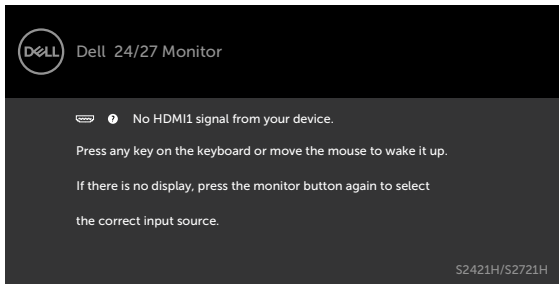 DELL
Dell 24/27 Monitor
? No HDMI1 signal from your device.
Press any key on the keyboard or move the mouse to wake it up.
If there is no display, press the monitor button again to select
the correct input source.
S2421H/S2721H